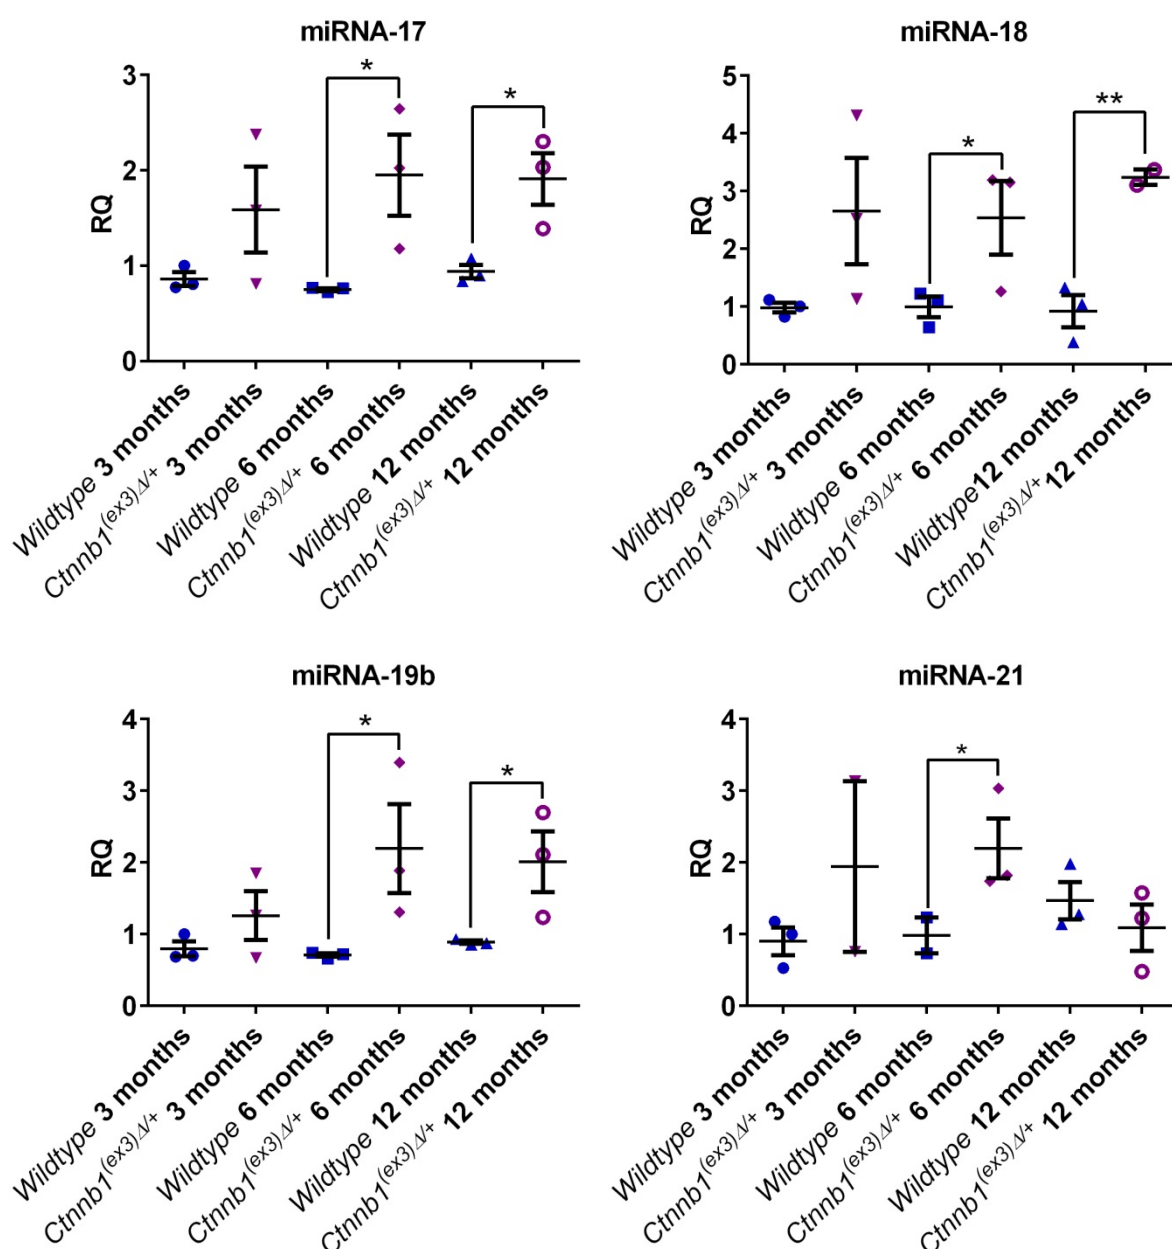 miRNA-17
*
*
3
2
1
0
RQ
Wildtype 3 months
Ctnnb1(ex3)Δ/+ 3 months
Wildtype 6 months
Ctnnb1(ex3)Δ/+ 6 months
Wildtype 12 months
Ctnnb1(ex3)Δ/+ 12 months
miRNA-18
**
*
5
4
3
2
1
0
RQ
Wildtype 3 months
Ctnnb1(ex3)Δ/+ 3 months
Wildtype 6 months
Ctnnb1(ex3)Δ/+ 6 months
Wildtype 12 months
Ctnnb1(ex3)Δ/+ 12 months
miRNA-19b
*
*
4
3
2
1
0
RQ
Wildtype 3 months
Ctnnb1(ex3)Δ/+ 3 months
Wildtype 6 months
Ctnnb1(ex3)Δ/+ 6 months
Wildtype 12 months
Ctnnb1(ex3)Δ/+ 12 months
miRNA-21
*
4
3
2
1
0
RQ
Wildtype 3 months
Ctnnb1(ex3)Δ/+ 3 months
Wildtype 6 months
Ctnnb1(ex3)Δ/+ 6 months
Wildtype 12 months
Ctnnb1(ex3)Δ/+ 12 months